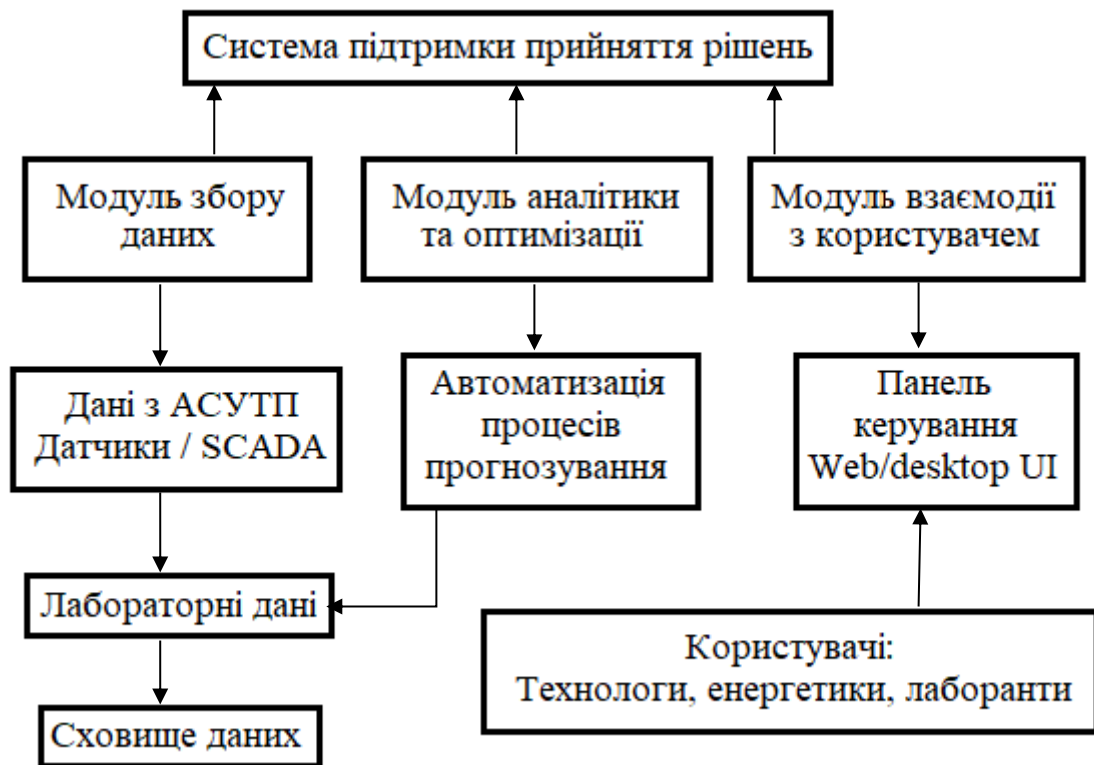 Система підтримки прийняття рішень
Модуль збору
даних
Модуль аналітики
та оптимізації
Модуль взаємодії
з користувачем
Дані з АСУТП
Датчики / SCADA
Автоматизація
процесів
прогнозування
Панель
керування
Web/desktop UI
Лабораторні дані
Користувачі:
Технологи, енергетики, лаборанти
Сховище даних